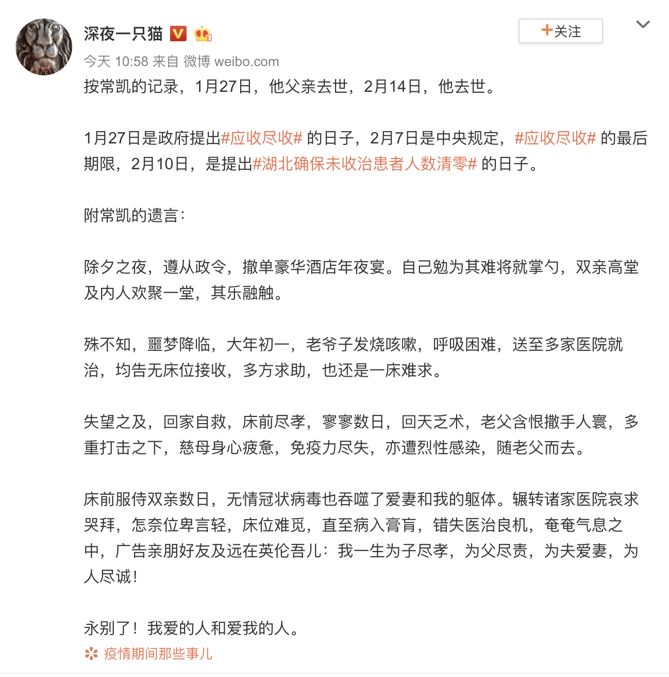 深夜一只猫
+关注
今天 10:58 来自 微博 weibo.com
按常凯的记录，1月27日，他父亲去世，2月14日，他去世。
1月27日是政府提出#应收尽收# 的日子，2月7日是中央规定，#应收尽收# 的最后
期限，2月10日，是提出#湖北确保未收治患者人数清零# 的日子。
附常凯的遗言：
除夕之夜，遵从政令，撤单豪华酒店年夜宴。自己勉为其难将就掌勺，双亲高堂
及内人欢聚一堂，其乐融触。
殊不知，噩梦降临，大年初一，老爷子发烧咳嗽，呼吸困难，送至多家医院就
治，均告无床位接收，多方求助，也还是一床难求。
失望之及，回家自救，床前尽孝，寥寥数日，回天乏术，老父含恨撒手人寰，多
重打击之下，慈母身心疲惫，免疫力尽失，亦遭烈性感染，随老父而去。
床前服侍双亲数日，无情冠状病毒也吞噬了爱妻和我的躯体。辗转诸家医院哀求
哭拜，怎奈位卑言轻，床位难觅，直至病入膏肓，错失医治良机，奄奄气息之
中，广告亲朋好友及远在英伦吾儿：我一生为子尽孝，为父尽责，为夫爱妻，为
人尽诚！
永别了！我爱的人和爱我的人。
疫情期间那些事儿